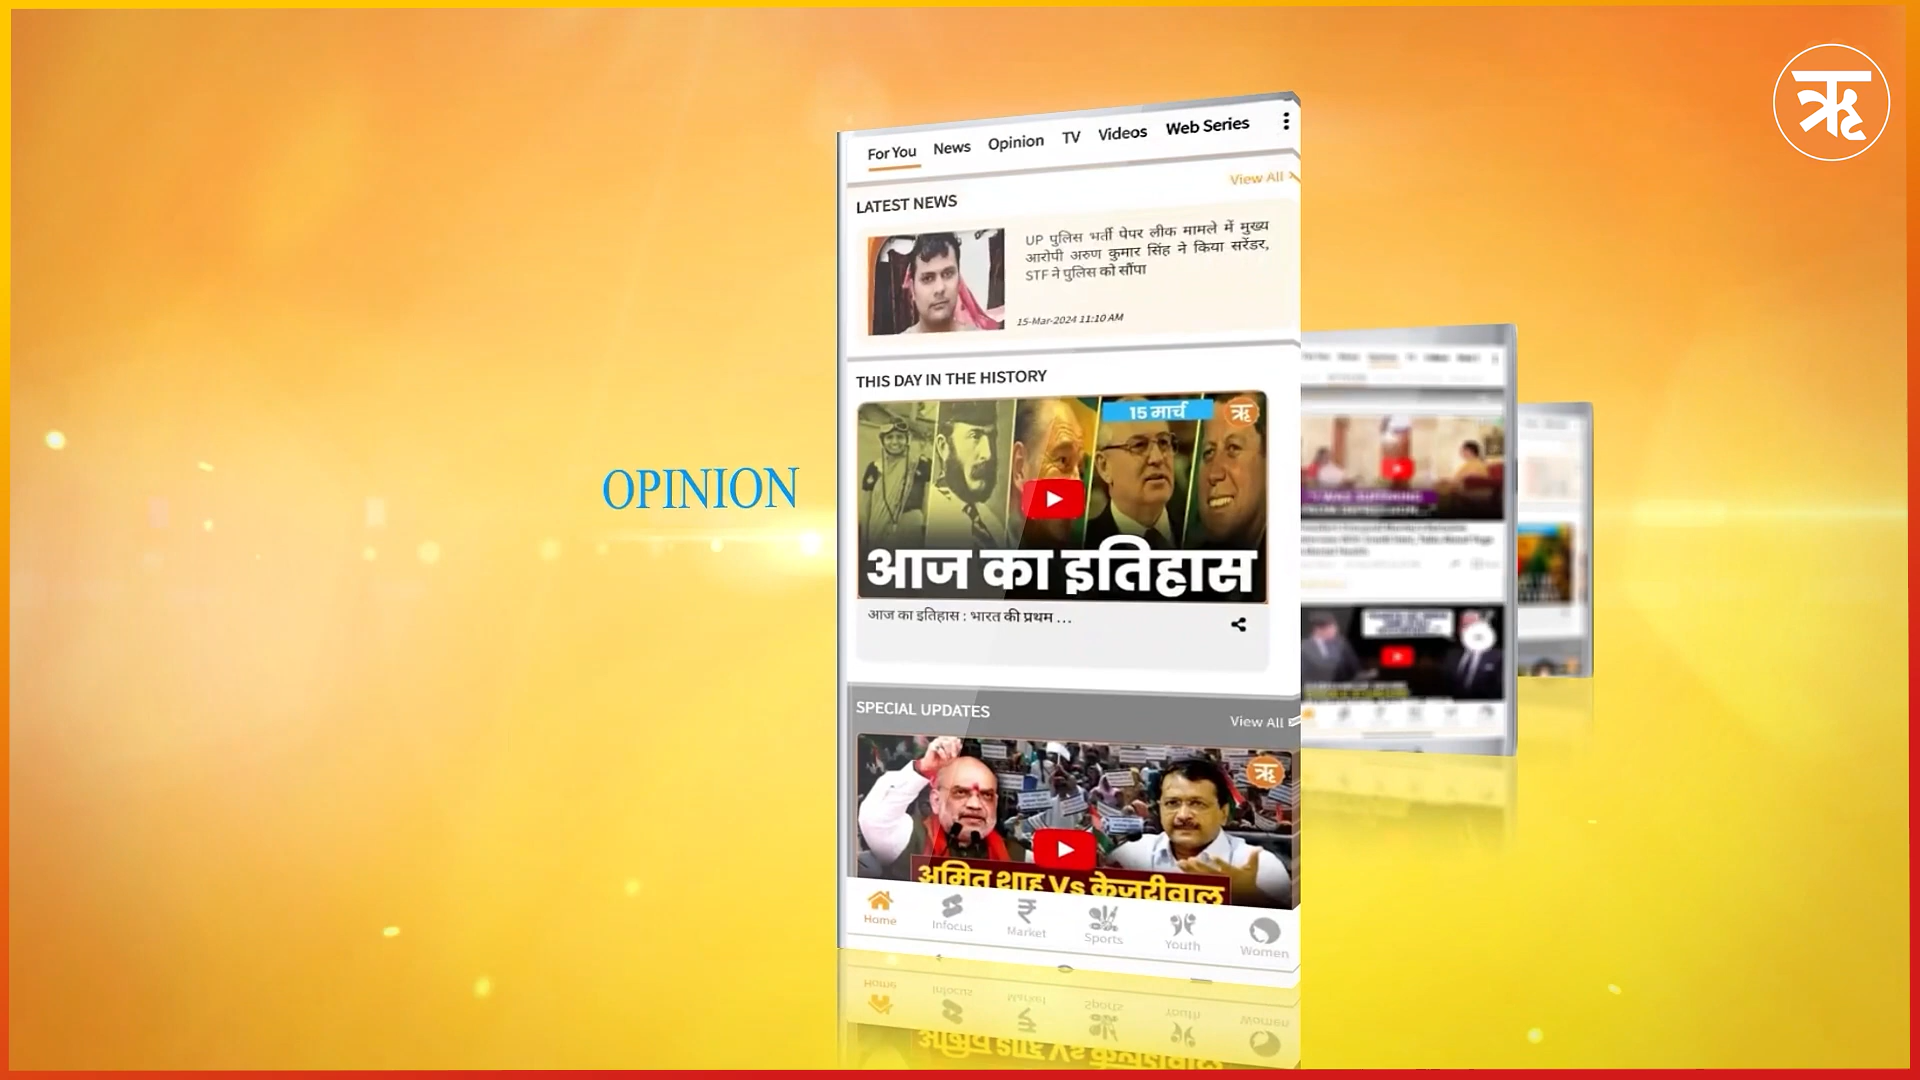 ऋ
For You News Opinion TV Videos Web Series
View All
LATEST NEWS
UP पुलिस भर्ती पेपर लीक मामले में मुख्य
आरोपी अरुण कुमार सिंह ने किया सरेंडर,
STF ने पुलिस को सौंपा
15-Mar-2024 11:10 AM
THIS DAY IN THE HISTORY
15 मार्च
ऋ
OPINION
आज का इतिहास
आज का इतिहास : भारत की प्रथम ...
SPECIAL UPDATES
View All
ऋ
अमित शाह Vs केजरीवाल
Home Infocus Market Sports Youth Women